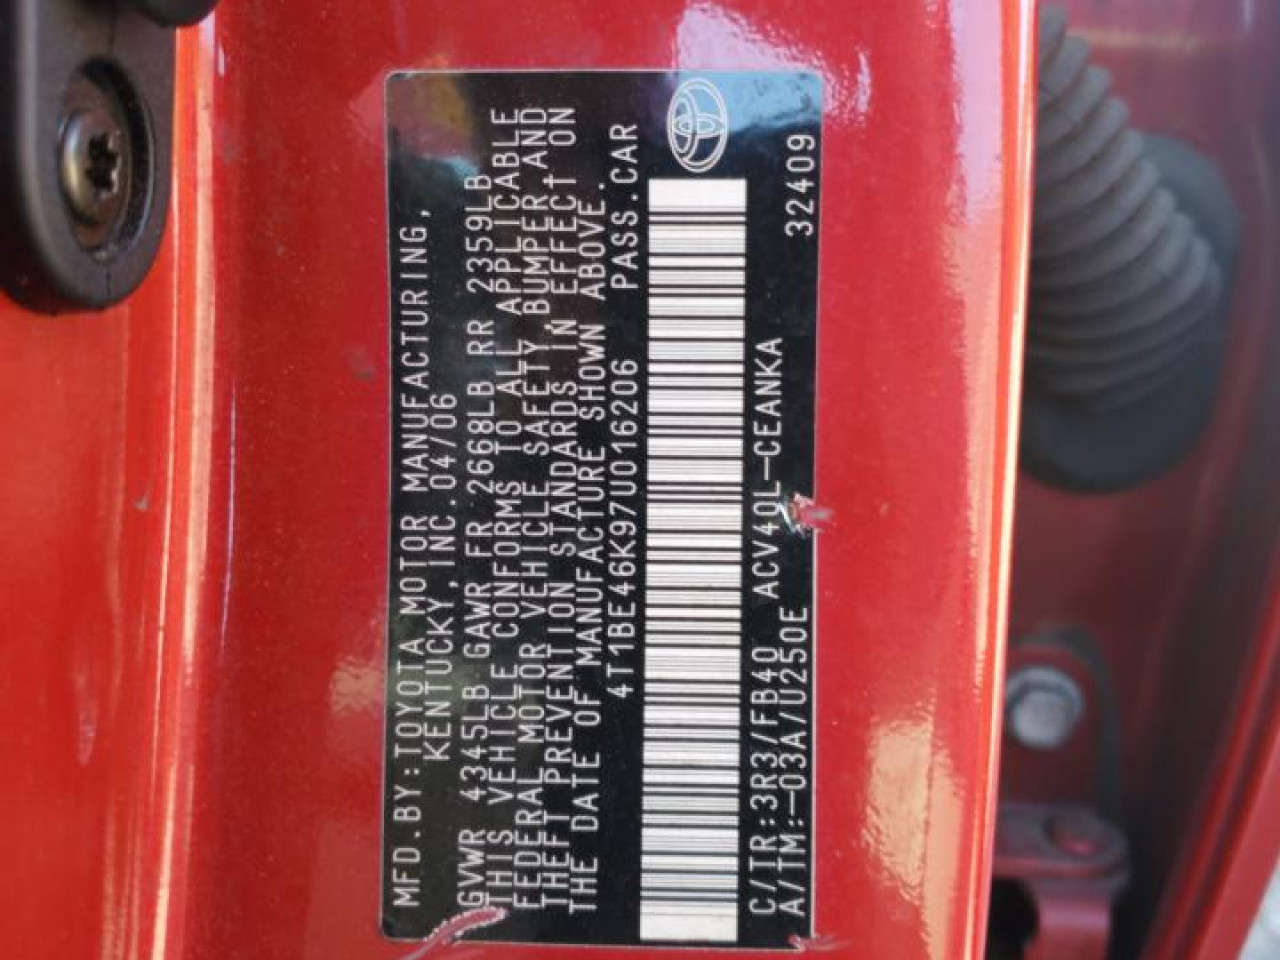 MFD.BY:TOYOTA MOTOR MANUFACTURING,
KENTUCKY,INC.04/06
GVWR 4345LB GAWR FR 2668LB RR 2359LB
THIS VEHICLE CONFORMS TO ALL APPLICABLE
FEDERAL MOTOR VEHICLE SAFETY,BUMPER,AND
THEFT PREVENTION STANDARDS IN EFFECT ON
THE DATE OF MANUFACTURE SHOWN ABOVE.
4T1BE46K97U016206 PASS.CAR
C/TR:3R3/FB40 ACV40L-CEANKA
A/TM:-03A/U250E 32409